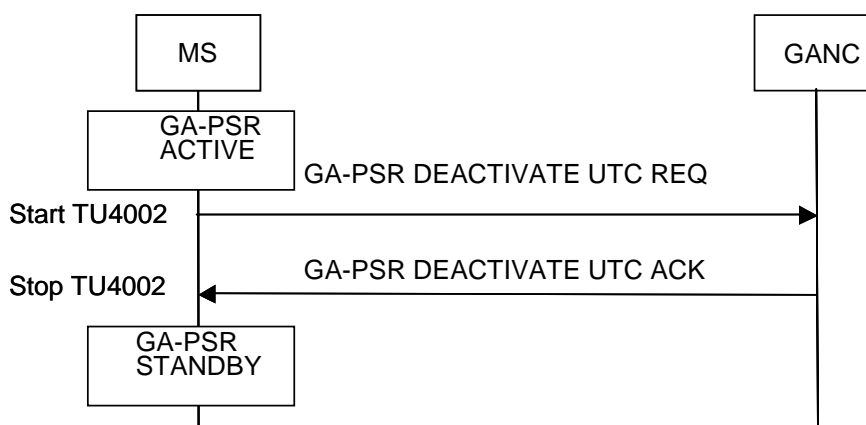 MS
GANC
GA-PSR
ACTIVE
GA-PSR DEACTIVATE UTC REQ
Start TU4002
GA-PSR DEACTIVATE UTC ACK
Stop TU4002
GA-PSR
STANDBY